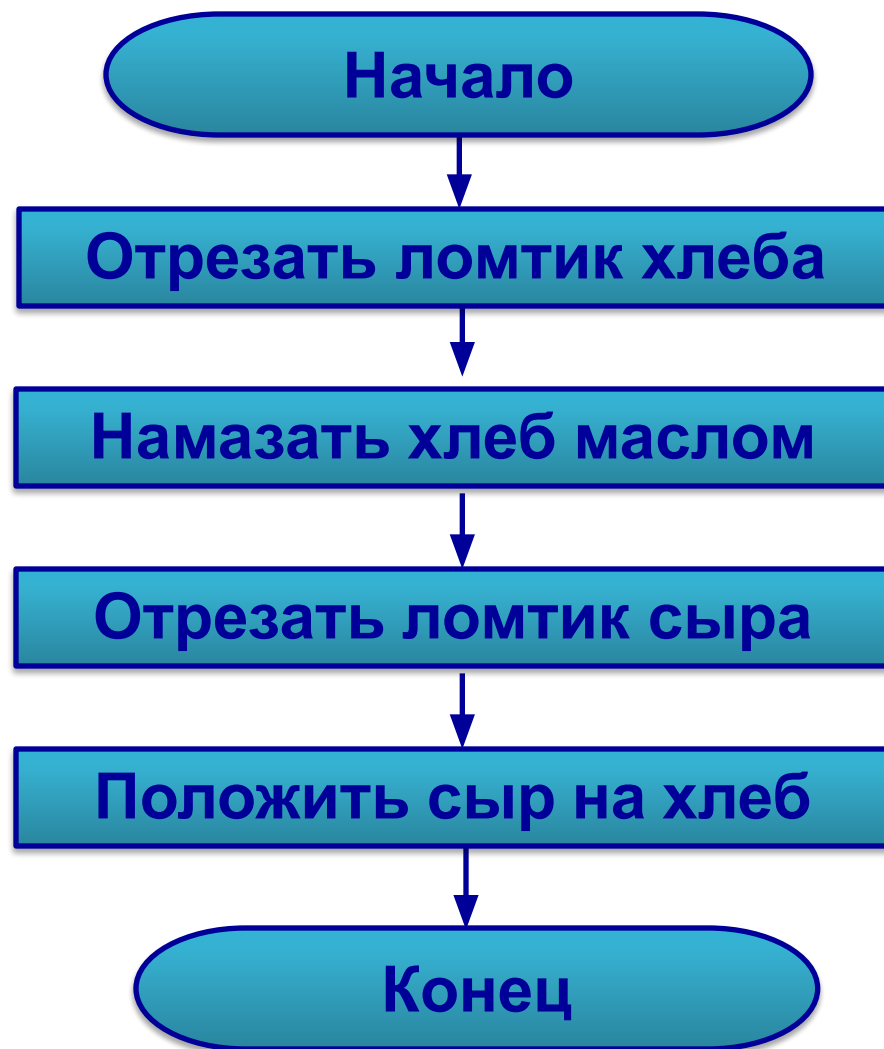 Начало
Отрезать ломтик хлеба
Намазать хлеб маслом
Отрезать ломтик сыра
Положить сыр на хлеб
Конец